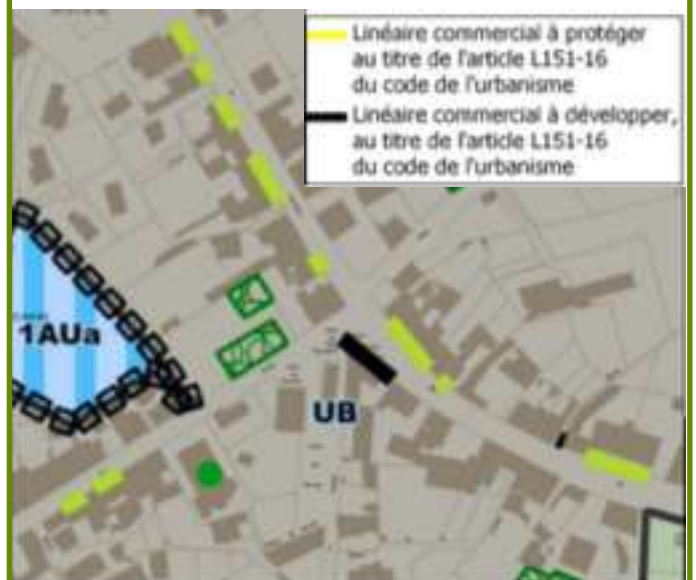 Linéaire commercial à protéger
au titre de l'article L151-16
du code de l'urbanisme
Linéaire commercial à développer,
au titre de l'article L151-16
du code de l'urbanisme
1AUa
UB